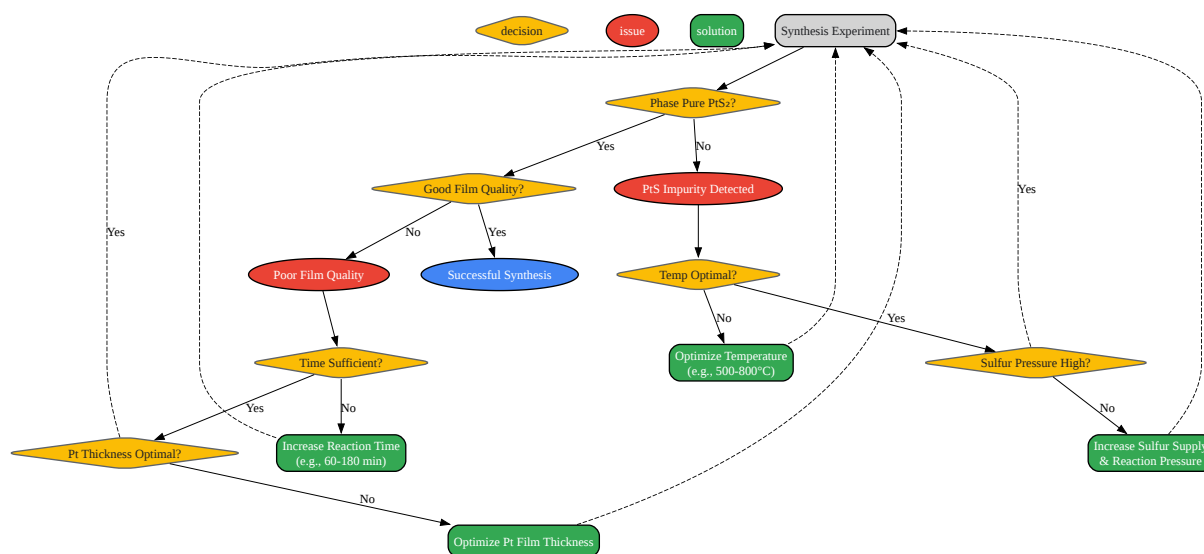 decision
issue
solution
Synthesis Experiment
Phase Pure PtS₂?
Yes
No
Good Film Quality?
PtS Impurity Detected
Yes
Yes
No
Yes
Poor Film Quality
Successful Synthesis
Temp Optimal?
No
Yes
Time Sufficient?
Optimize Temperature
(e.g., 500-800°C)
Sulfur Pressure High?
Yes
No
No
Pt Thickness Optimal?
Increase Reaction Time
(e.g., 60-180 min)
Increase Sulfur Supply
& Reaction Pressure
No
Optimize Pt Film Thickness